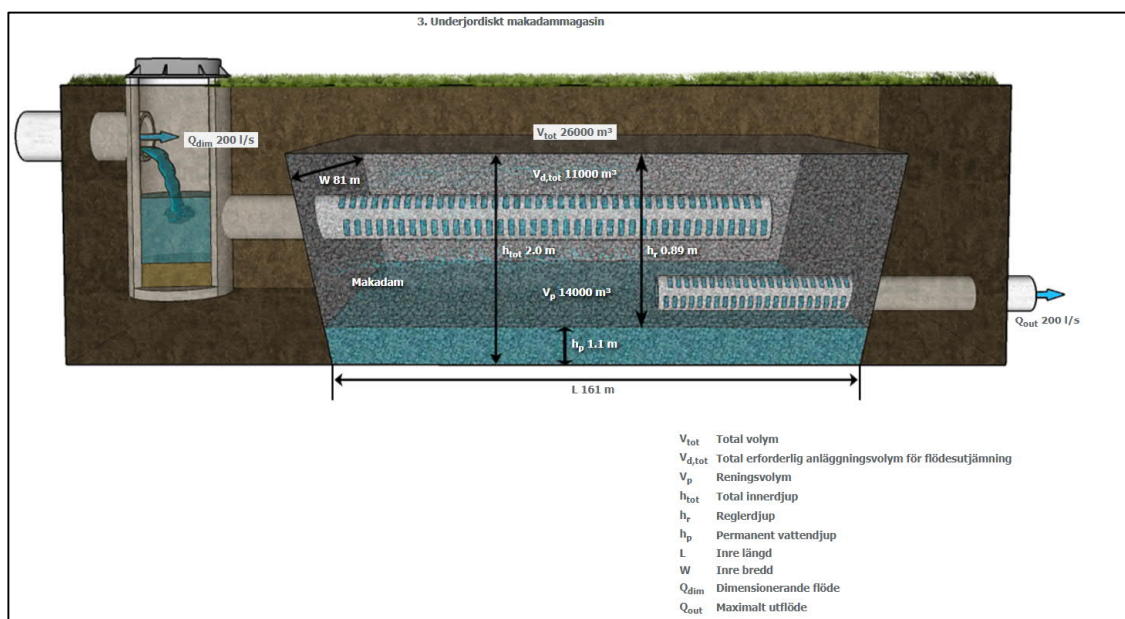 3. Underjordiskt makadammagasin
Q_dim 200 l/s
V_tot 26000 m³
W 81 m
V_d,tot 11000 m³
h_tot 2.0 m
h_r 0.89 m
Makadam
V_p 14000 m³
Q_out 200 l/s
h_p 1.1 m
L 161 m
V_tot Total volym
V_d,tot Total erforderlig anläggningsvolym för flödesutjämning
V_p Reningsvolym
h_tot Total innerdjup
h_r Reglerdjup
h_p Permanent vattendjup
L Inre längd
W Inre bredd
Q_dim Dimensionerande flöde
Q_out Maximalt utflöde